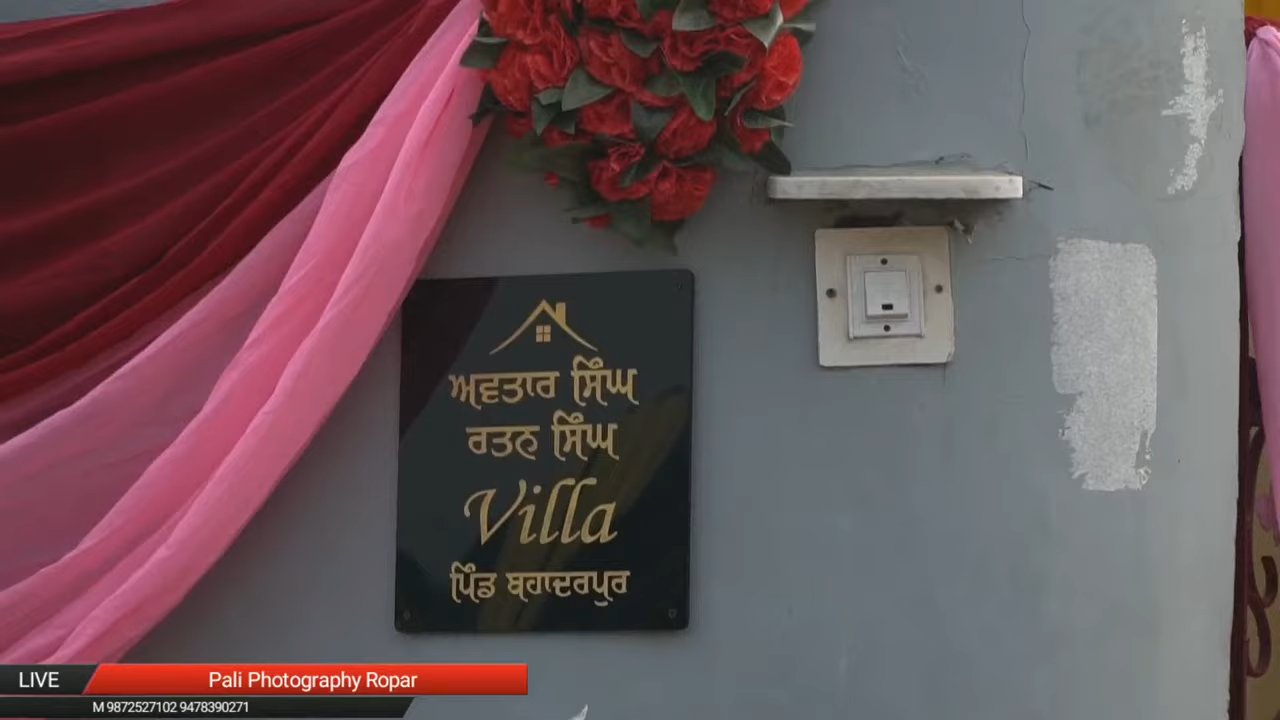 ਅਵਤਾਰ ਸਿੰਘ
ਰਤਨ ਸਿੰਘ
Villa
ਪਿੰਡ ਬਹਾਦਰਪੁਰ
LIVE Pali Photography Ropar
M 9872527102 9478390271